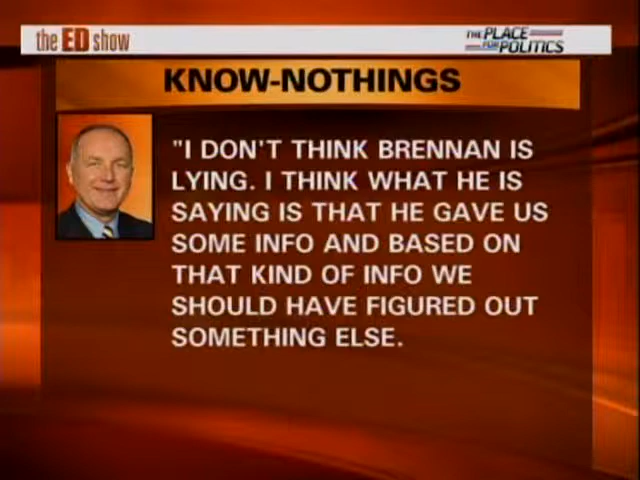 the ED show
THE PLACE
FOR POLITICS
KNOW-NOTHINGS
"I DON'T THINK BRENNAN IS
LYING. I THINK WHAT HE IS
SAYING IS THAT HE GAVE US
SOME INFO AND BASED ON
THAT KIND OF INFO WE
SHOULD HAVE FIGURED OUT
SOMETHING ELSE.